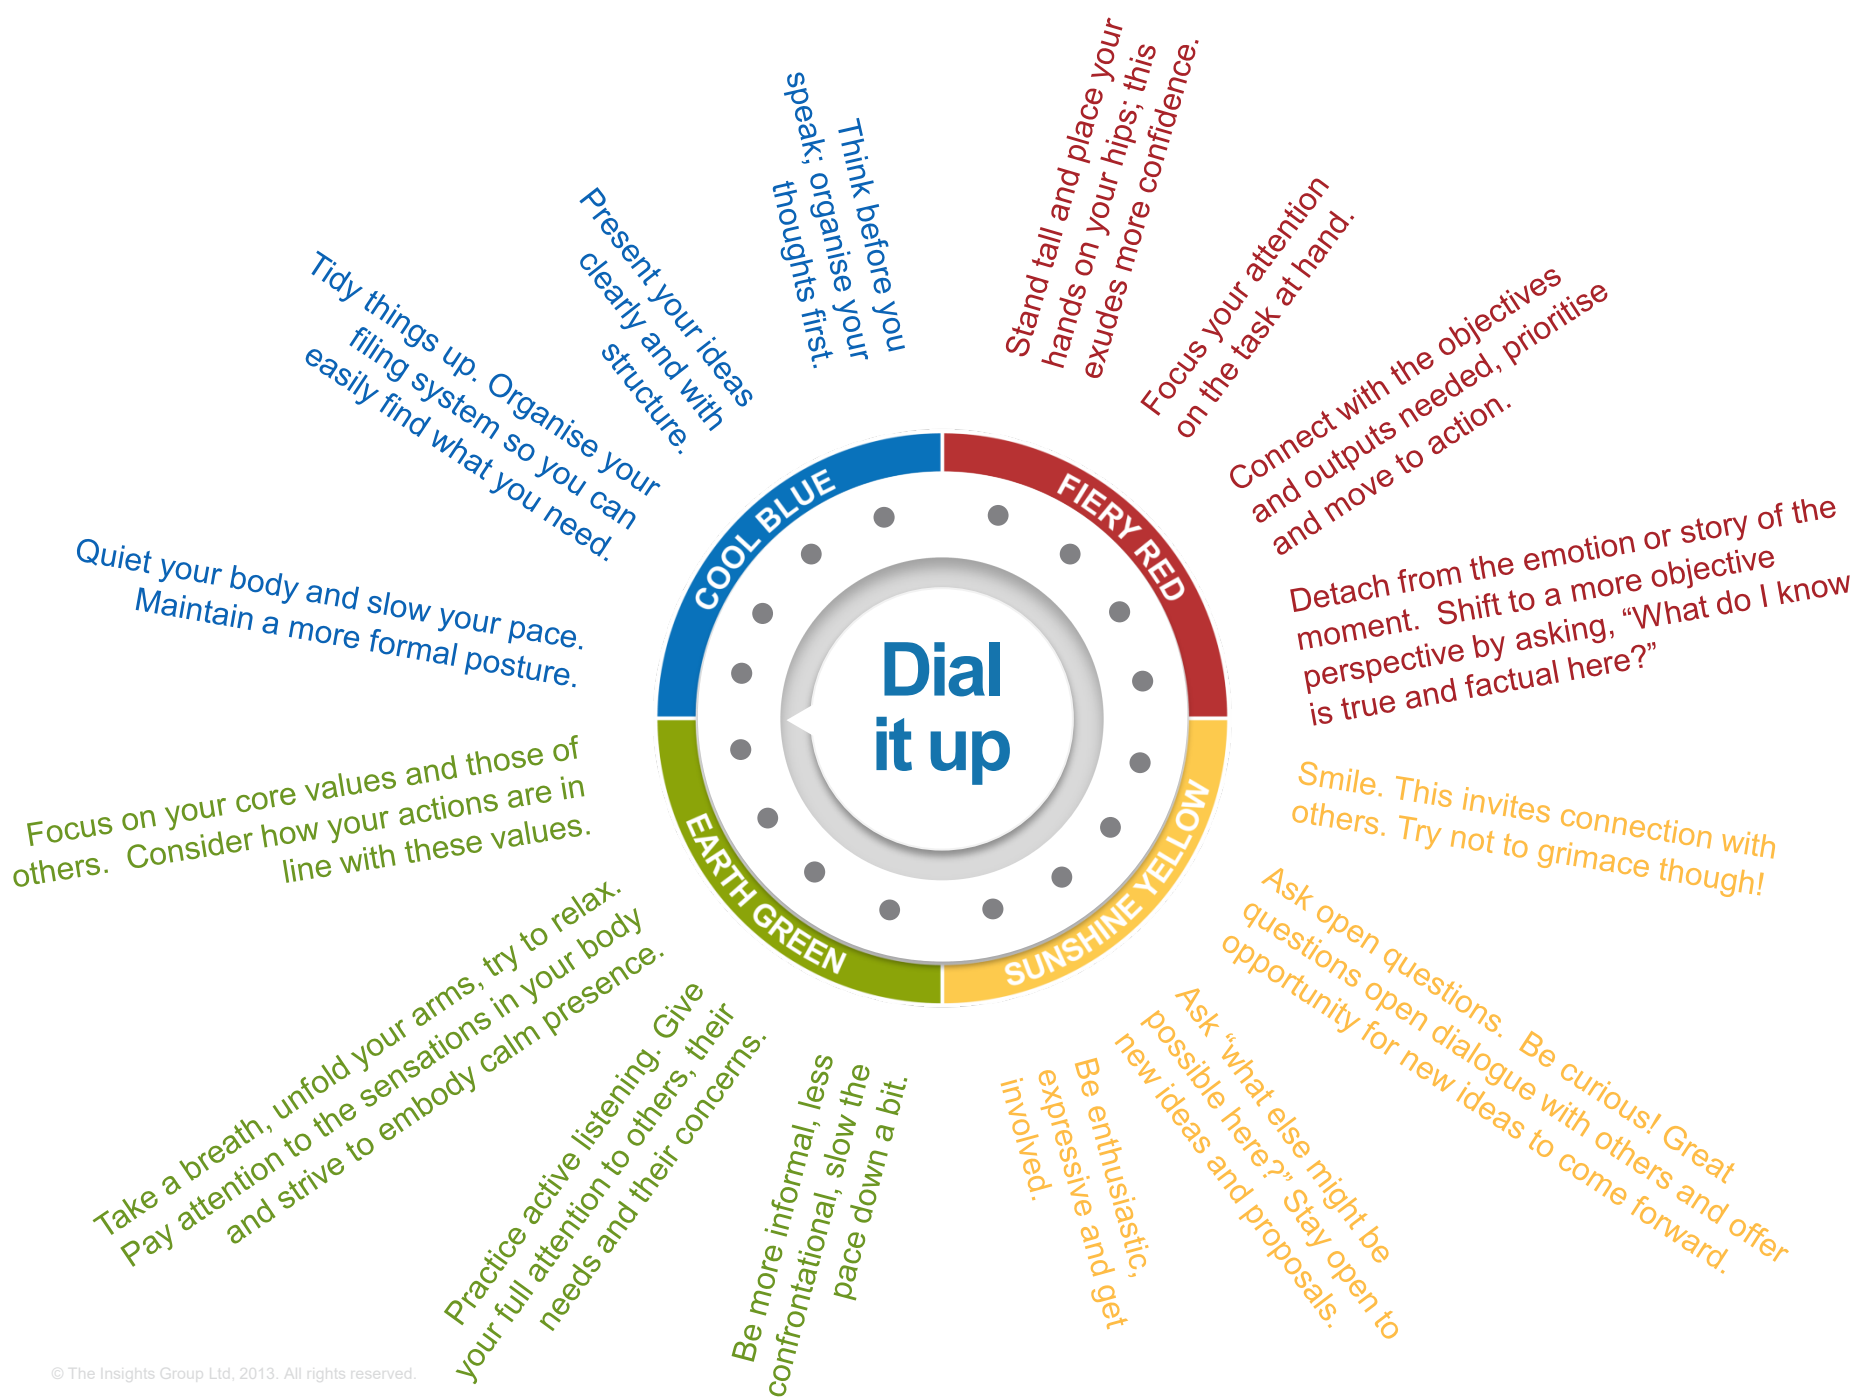 Dial
it up
COOL BLUE
FIERY RED
EARTH GREEN
SUNSHINE YELLOW
Stand tall and place your
hands on your hips; this
exudes more confidence.
Focus your attention
on the task at hand.
Connect with the objectives
and outputs needed, prioritise
and move to action.
Detach from the emotion or story of the
moment.  Shift to a more objective
perspective by asking, “What do I know
is true and factual here?”
Smile. This invites connection with
others. Try not to grimace though!
Ask open questions.  Be curious! Great
questions open dialogue with others and offer
opportunity for new ideas to come forward.
Ask “what else might be
possible here?” Stay open to
new ideas and proposals.
Be enthusiastic,
expressive and get
involved.
Be more informal, less
confrontational, slow the
pace down a bit.
Practice active listening. Give
your full attention to others, their
needs and their concerns.
Take a breath, unfold your arms, try to relax.
Pay attention to the sensations in your body
and strive to embody calm presence.
Focus on your core values and those of
others.  Consider how your actions are in
line with these values.
Quiet your body and slow your pace.
Maintain a more formal posture.
Tidy things up. Organise your
filing system so you can
easily find what you need.
Present your ideas
clearly and with
structure.
Think before you
speak; organise your
thoughts first.
© The Insights Group Ltd, 2013. All rights reserved.